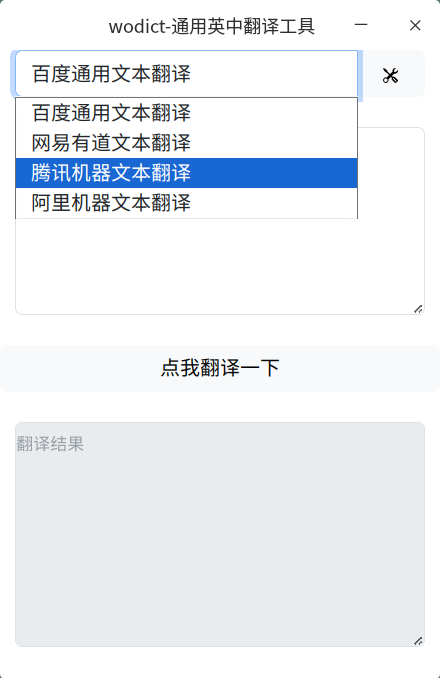 wodict-通用英中翻译工具
百度通用文本翻译
百度通用文本翻译
网易有道文本翻译
腾讯机器文本翻译
阿里机器文本翻译
点我翻译一下
翻译结果